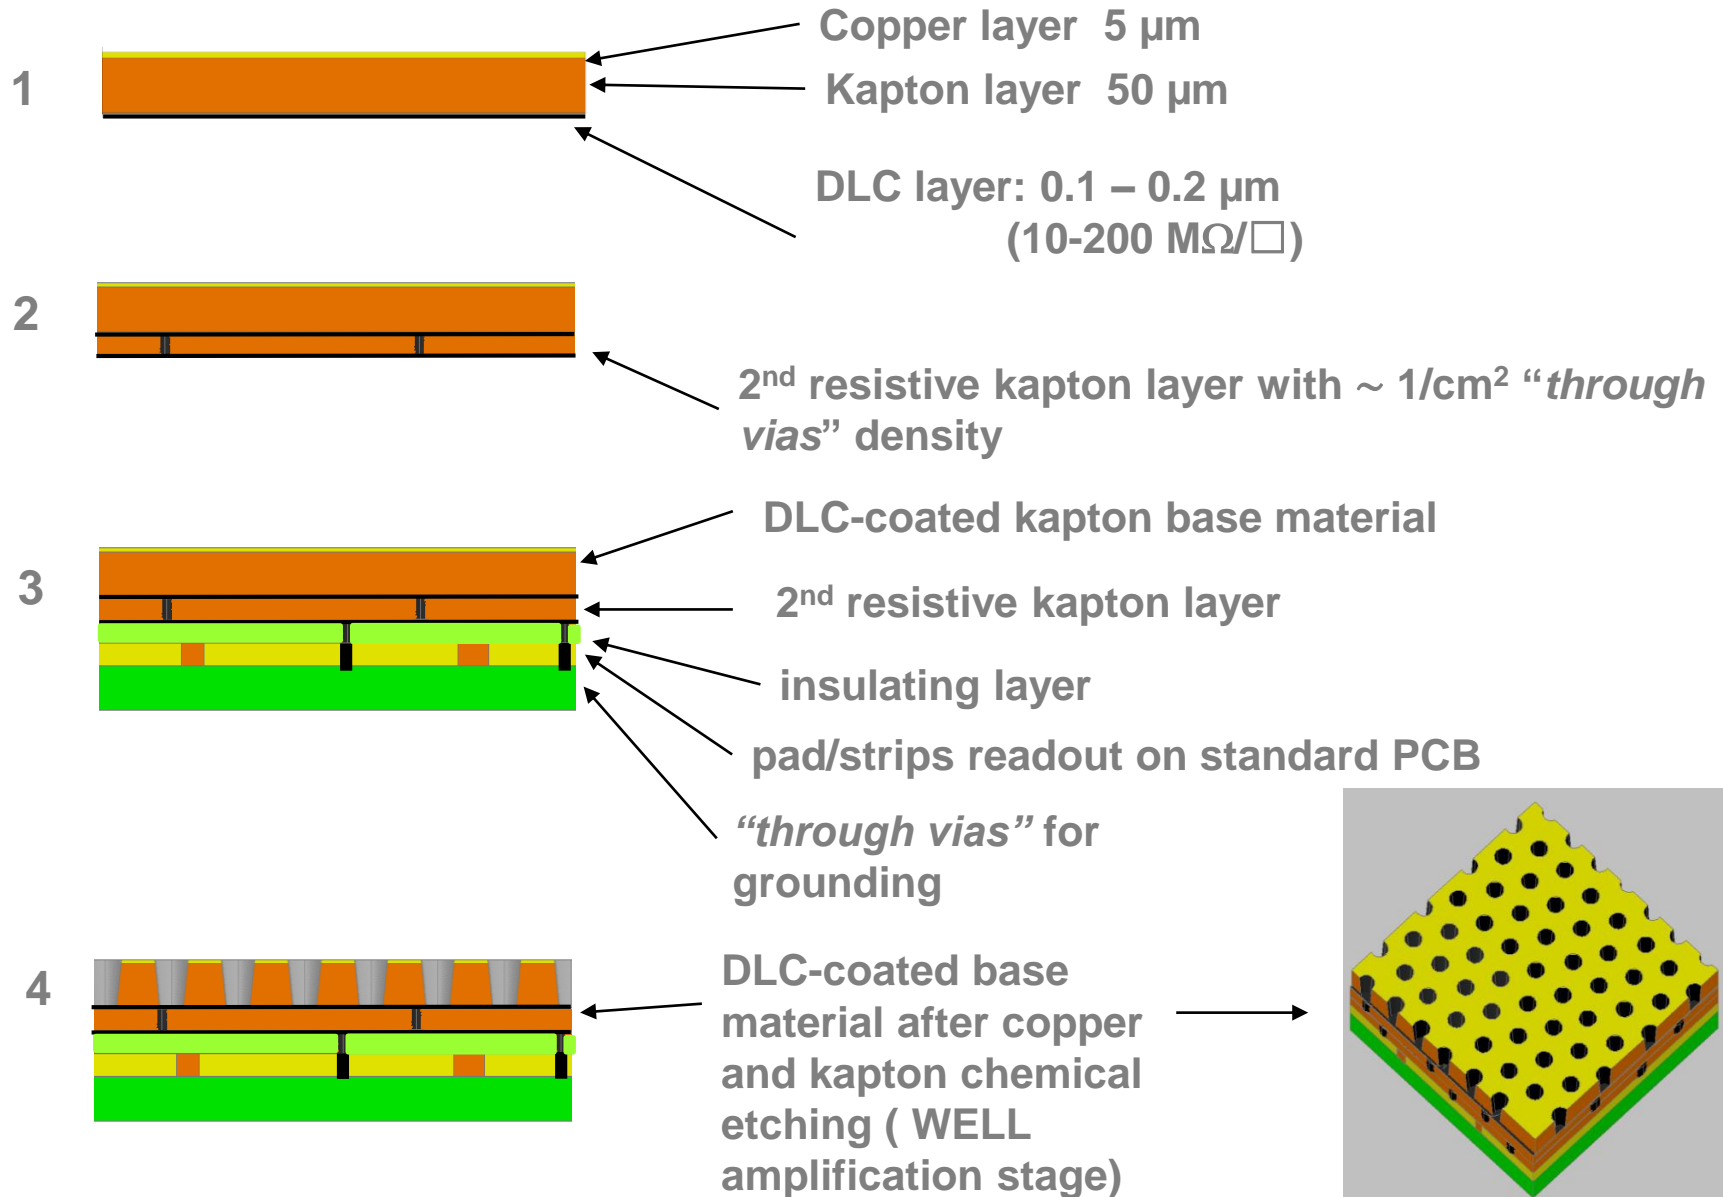 1
Copper layer 5 µm
Kapton layer 50 µm
DLC layer: 0.1 – 0.2 µm
(10-200 MΩ/□)
2
2nd resistive kapton layer with ~ 1/cm2 “through
vias” density
3
DLC-coated kapton base material
2nd resistive kapton layer
insulating layer
pad/strips readout on standard PCB
“through vias” for
grounding
4
DLC-coated base
material after copper
and kapton chemical
etching ( WELL
amplification stage)